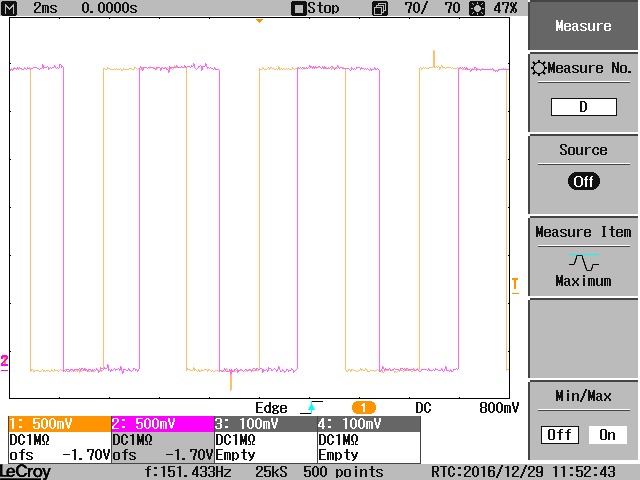 M 2ms 0.0000s Stop 70/ 70 47%
Measure
Measure No.
D
Source
Off
Measure Item
Maximum
T
2
Min/Max
Off On
Edge 1 DC 800mV
1: 500mV 2: 500mV 3: 100mV 4: 100mV
DC1MΩ DC1MΩ DC1MΩ DC1MΩ
ofs -1.70V ofs -1.70V Empty Empty
LeCroy f:151.433Hz 25kS 500 points RTC:2016/12/29 11:52:43